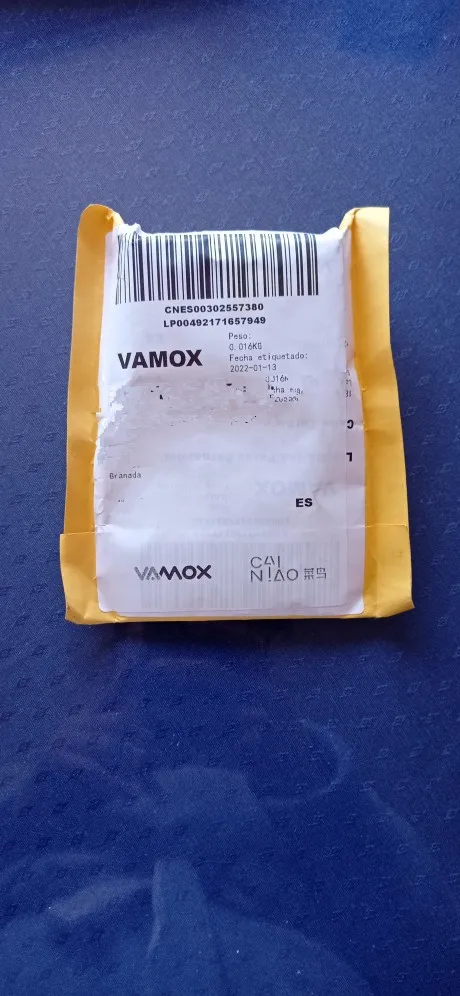 CNES00302557380
LP00492171657949
VAMOX
Peso:
0.016KG
Fecha etiquetado:
2022-01-13
Branada
ES
VAMOX
CAI
NIAO 菜鸟